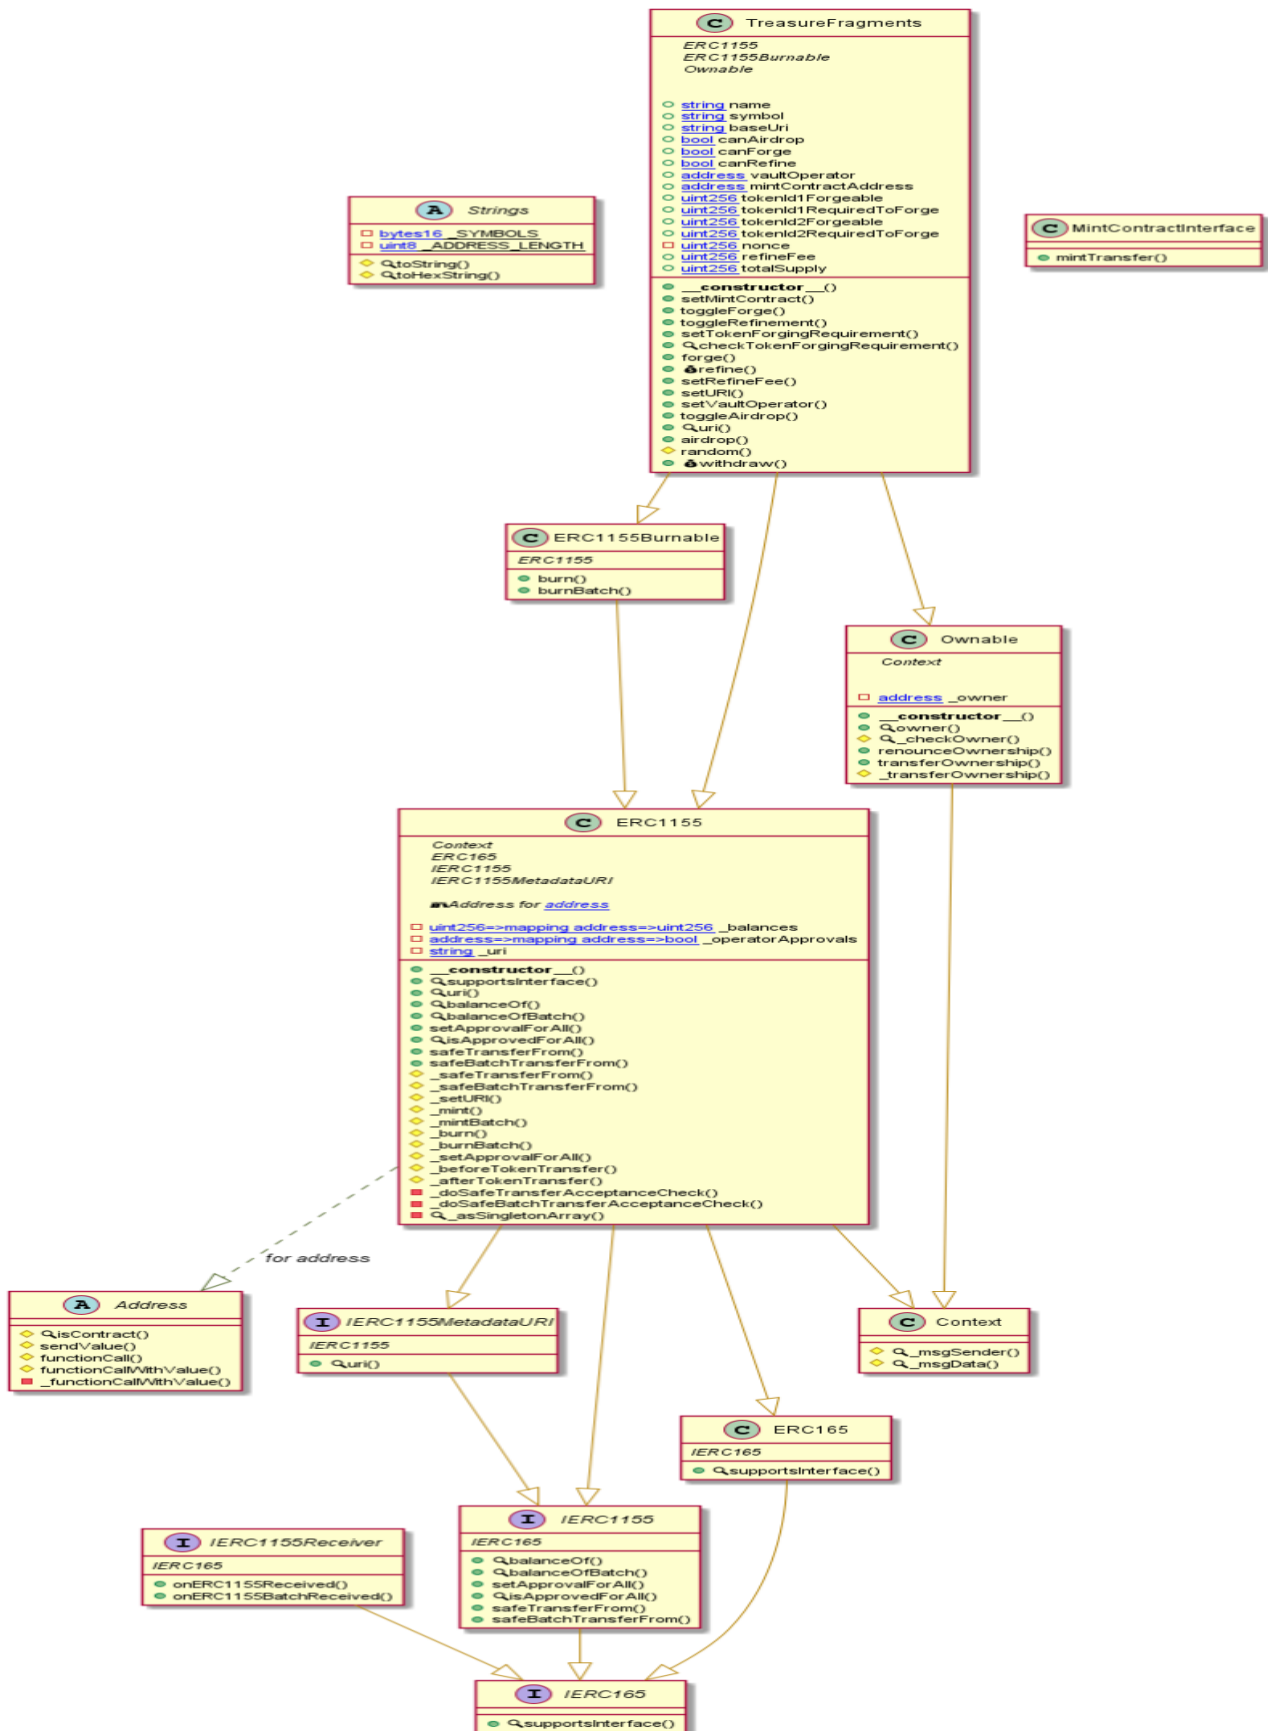 C TreasureFragments
ERC1155
ERC1155Burnable
Ownable
string name
string symbol
string baseUri
bool canAirdrop
bool canForge
bool canRefine
address vaultOperator
address mintContractAddress
uint256 tokenId1Forgeable
uint256 tokenId1RequiredToForge
uint256 tokenId2Forgeable
uint256 tokenId2RequiredToForge
uint256 nonce
uint256 refineFee
uint256 totalSupply
__constructor__()
setMintContract()
toggleForge()
toggleRefinement()
setTokenForgingRequirement()
checkTokenForgingRequirement()
forge()
refine()
setRefineFee()
setURI()
setVaultOperator()
toggleAirdrop()
uri()
airdrop()
random()
withdraw()
A Strings
bytes16 _SYMBOLS
uint8 _ADDRESS_LENGTH
toString()
toHexString()
C MintContractInterface
mintTransfer()
C ERC1155Burnable
ERC1155
burn()
burnBatch()
C Ownable
Context
address _owner
__constructor__()
owner()
_checkOwner()
renounceOwnership()
transferOwnership()
_transferOwnership()
C ERC1155
Context
ERC165
IERC1155
IERC1155MetadataURI
Address for address
uint256=>mapping address=>uint256 _balances
address=>mapping address=>bool _operatorApprovals
string _uri
__constructor__()
supportsInterface()
uri()
balanceOf()
balanceOfBatch()
setApprovalForAll()
isApprovedForAll()
safeTransferFrom()
safeBatchTransferFrom()
_safeTransferFrom()
_safeBatchTransferFrom()
_setURI()
_mint()
_mintBatch()
_burn()
_burnBatch()
_setApprovalForAll()
_beforeTokenTransfer()
_afterTokenTransfer()
_doSafeTransferAcceptanceCheck()
_doSafeBatchTransferAcceptanceCheck()
_asSingletonArray()
for address
A Address
isContract()
sendValue()
functionCall()
functionCallWithValue()
_functionCallWithValue()
I IERC1155MetadataURI
IERC1155
uri()
C Context
_msgSender()
_msgData()
C ERC165
IERC165
supportsInterface()
I IERC1155Receiver
IERC165
onERC1155Received()
onERC1155BatchReceived()
I IERC1155
IERC165
balanceOf()
balanceOfBatch()
setApprovalForAll()
isApprovedForAll()
safeTransferFrom()
safeBatchTransferFrom()
I IERC165
supportsInterface()